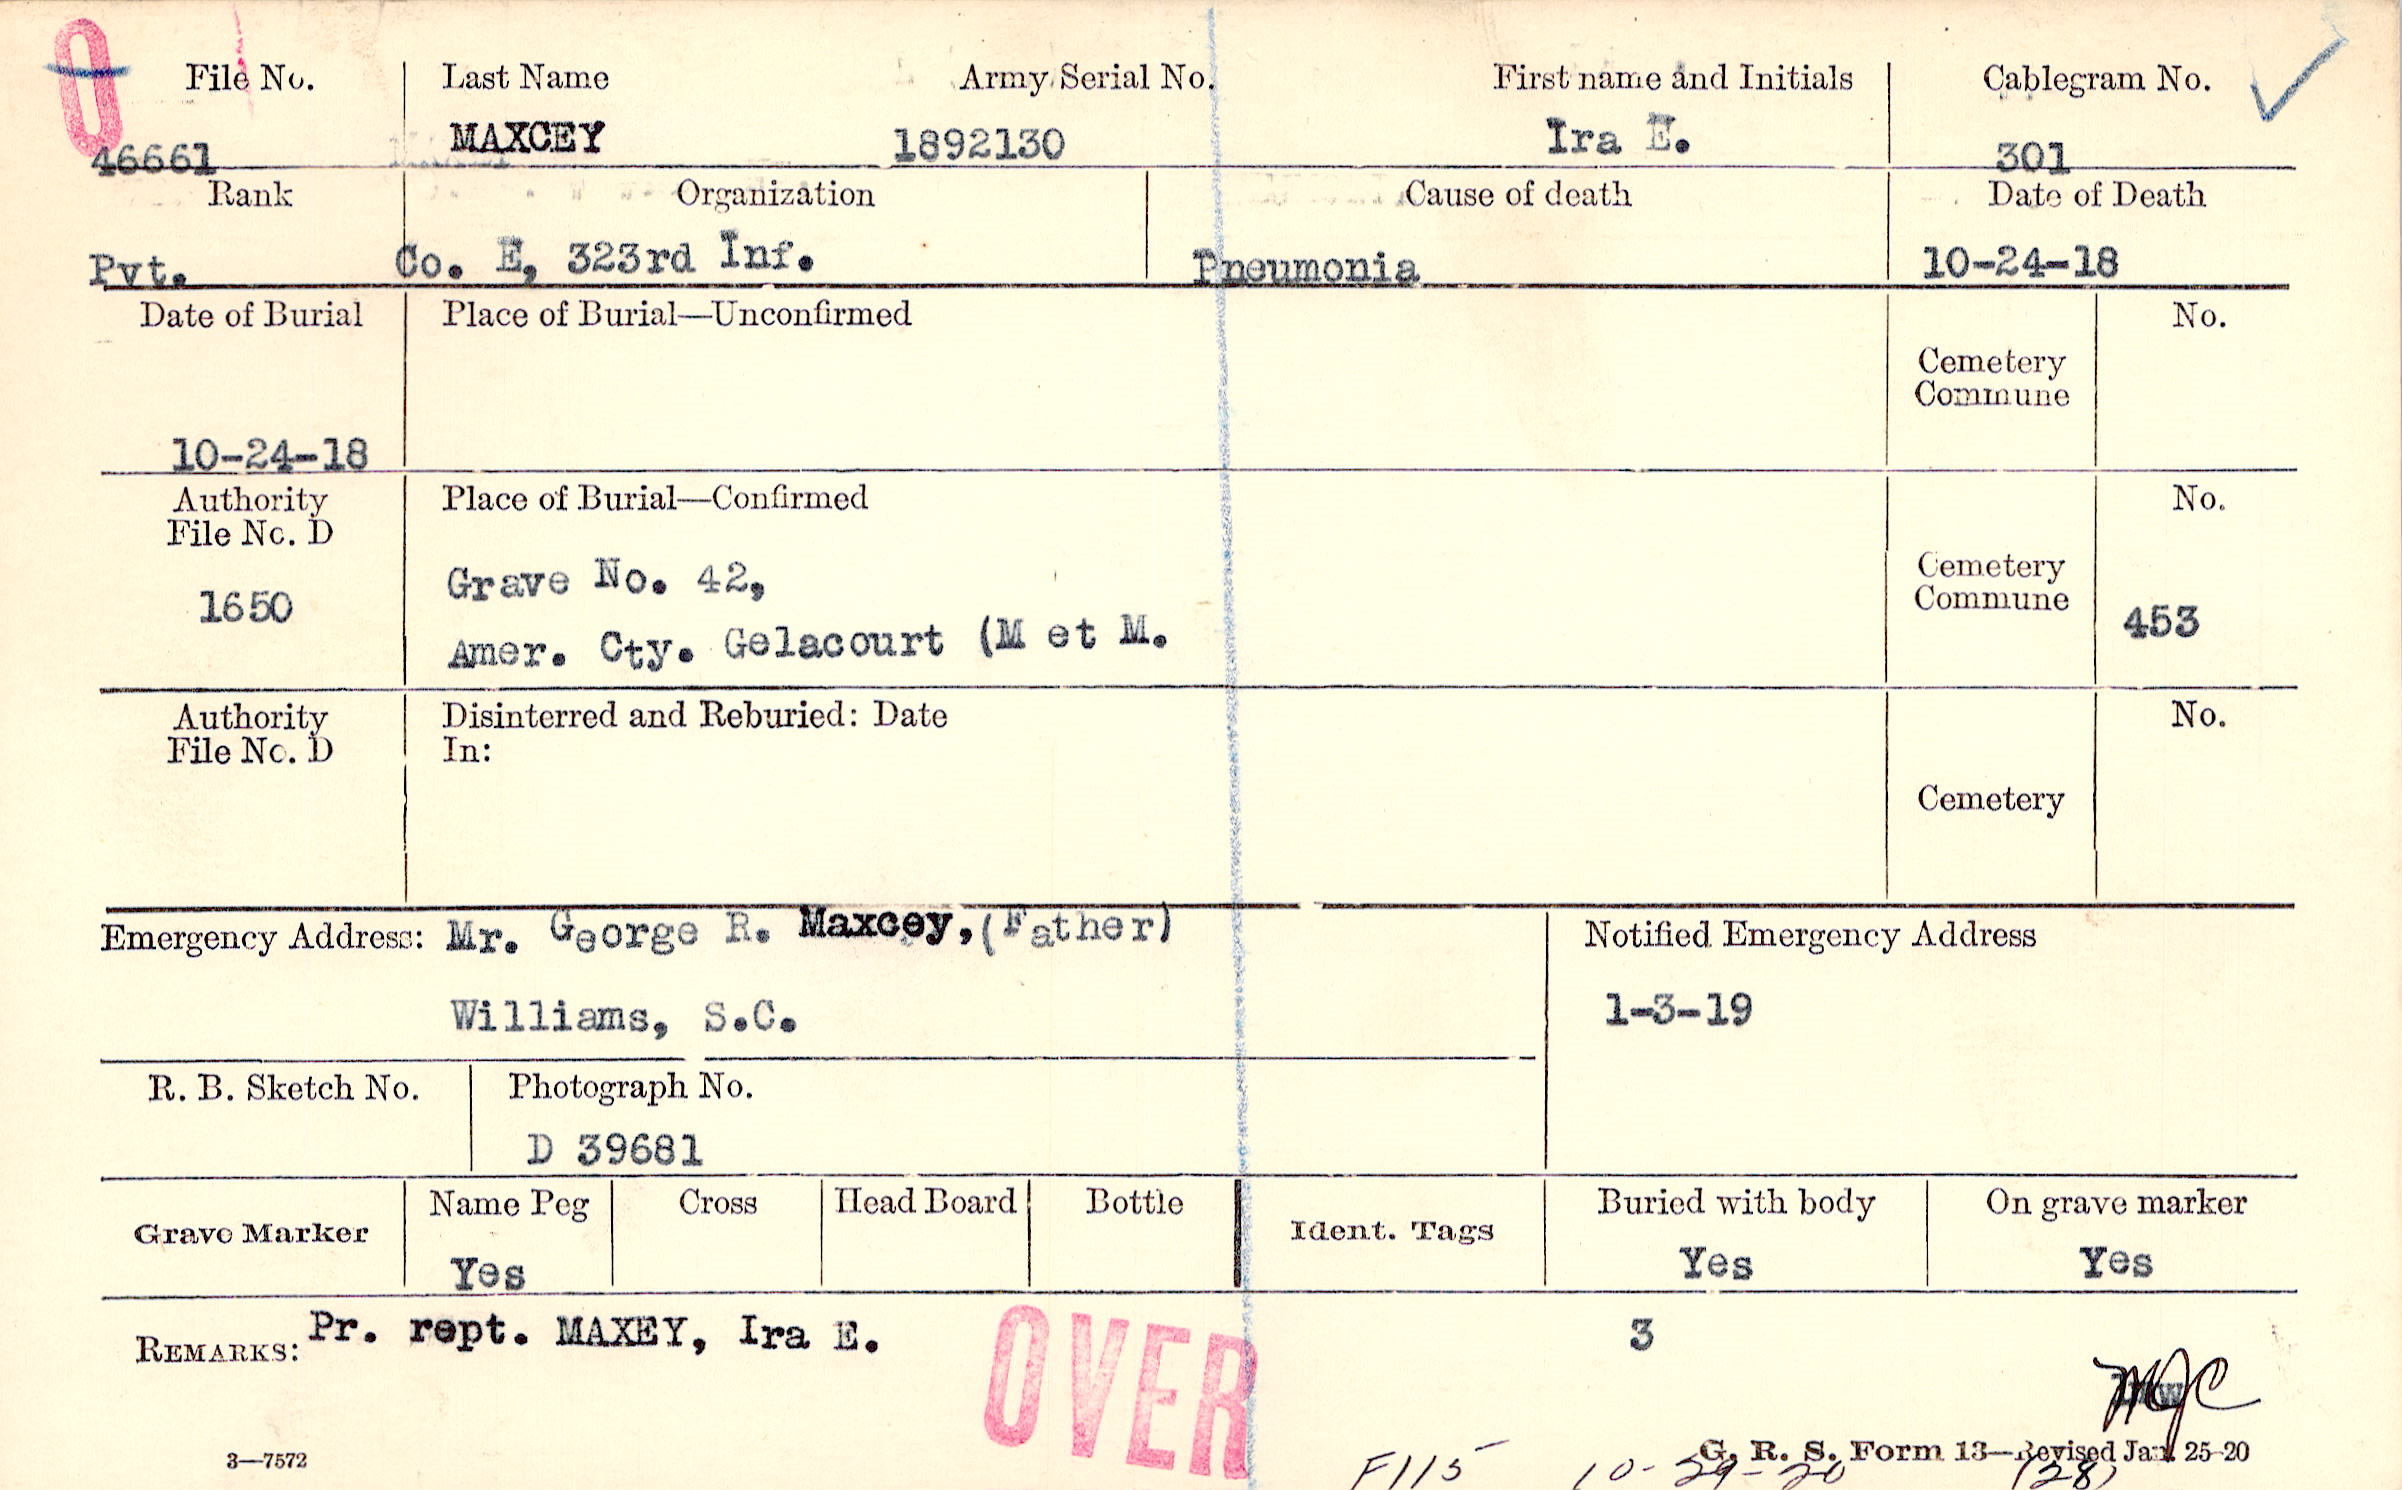 O
File No. Last Name Army Serial No. First name and Initials Cablegram No.
46661 MAXCEY 1892130 Ira E. 301
Rank Organization Cause of death Date of Death
Pvt. Co. E, 323rd Inf. Pneumonia 10-24-18
Date of Burial Place of Burial—Unconfirmed No.
Cemetery
Commune
10-24-18
Authority Place of Burial—Confirmed No.
File No. D
Grave No. 42, Cemetery
1650 Commune 453
Amer. Cty. Gelacourt (M et M.
Authority Disinterred and Reburied: Date No.
File No. D In:
Cemetery
Emergency Address: Mr. George R. Maxcey,(Father) Notified Emergency Address
Williams, S.C. 1-3-19
R. B. Sketch No. Photograph No.
D 39681
Grave Marker Name Peg Cross Head Board Bottle Ident. Tags Buried with body On grave marker
Yes Yes Yes
REMARKS: Pr. rept. MAXEY, Ira E. 3
OVER
MJC
3—7572 G. R. S. Form 13—Revised Jan. 25-20
F115 10-29-20 (28)